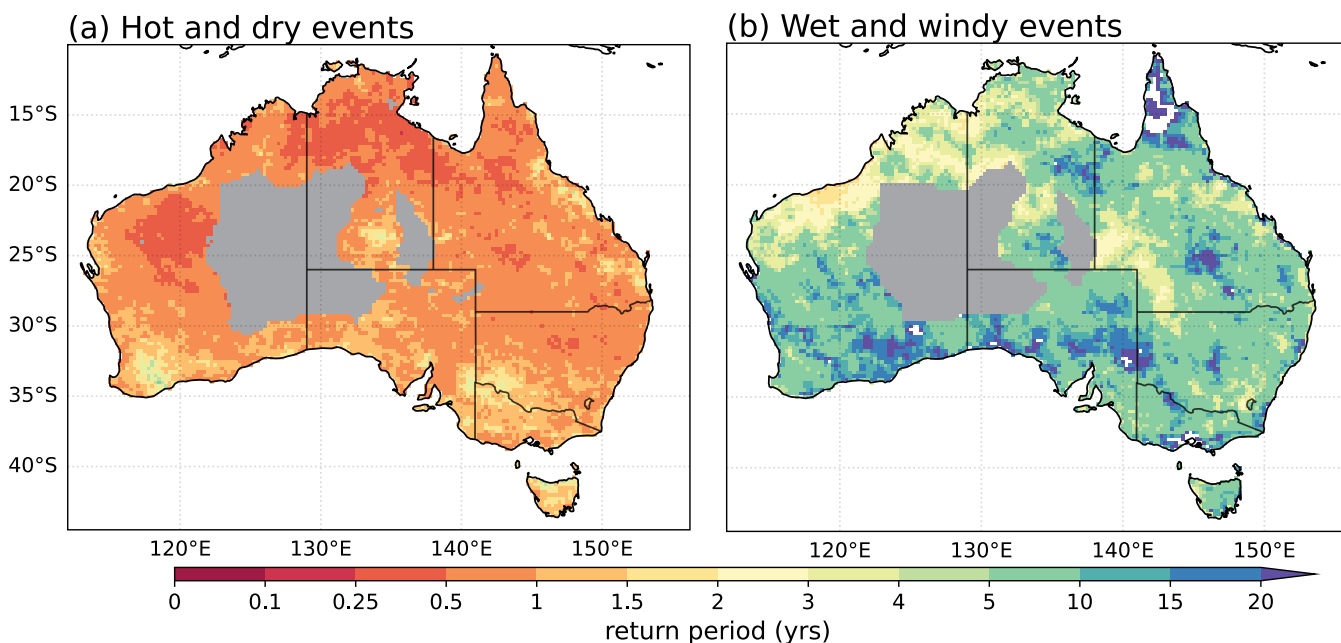 (a) Hot and dry events
(b) Wet and windy events
15°S
20°S
25°S
30°S
35°S
40°S
120°E 130°E 140°E 150°E
120°E 130°E 140°E 150°E
0 0.1 0.25 0.5 1 1.5 2 3 4 5 10 15 20
return period (yrs)